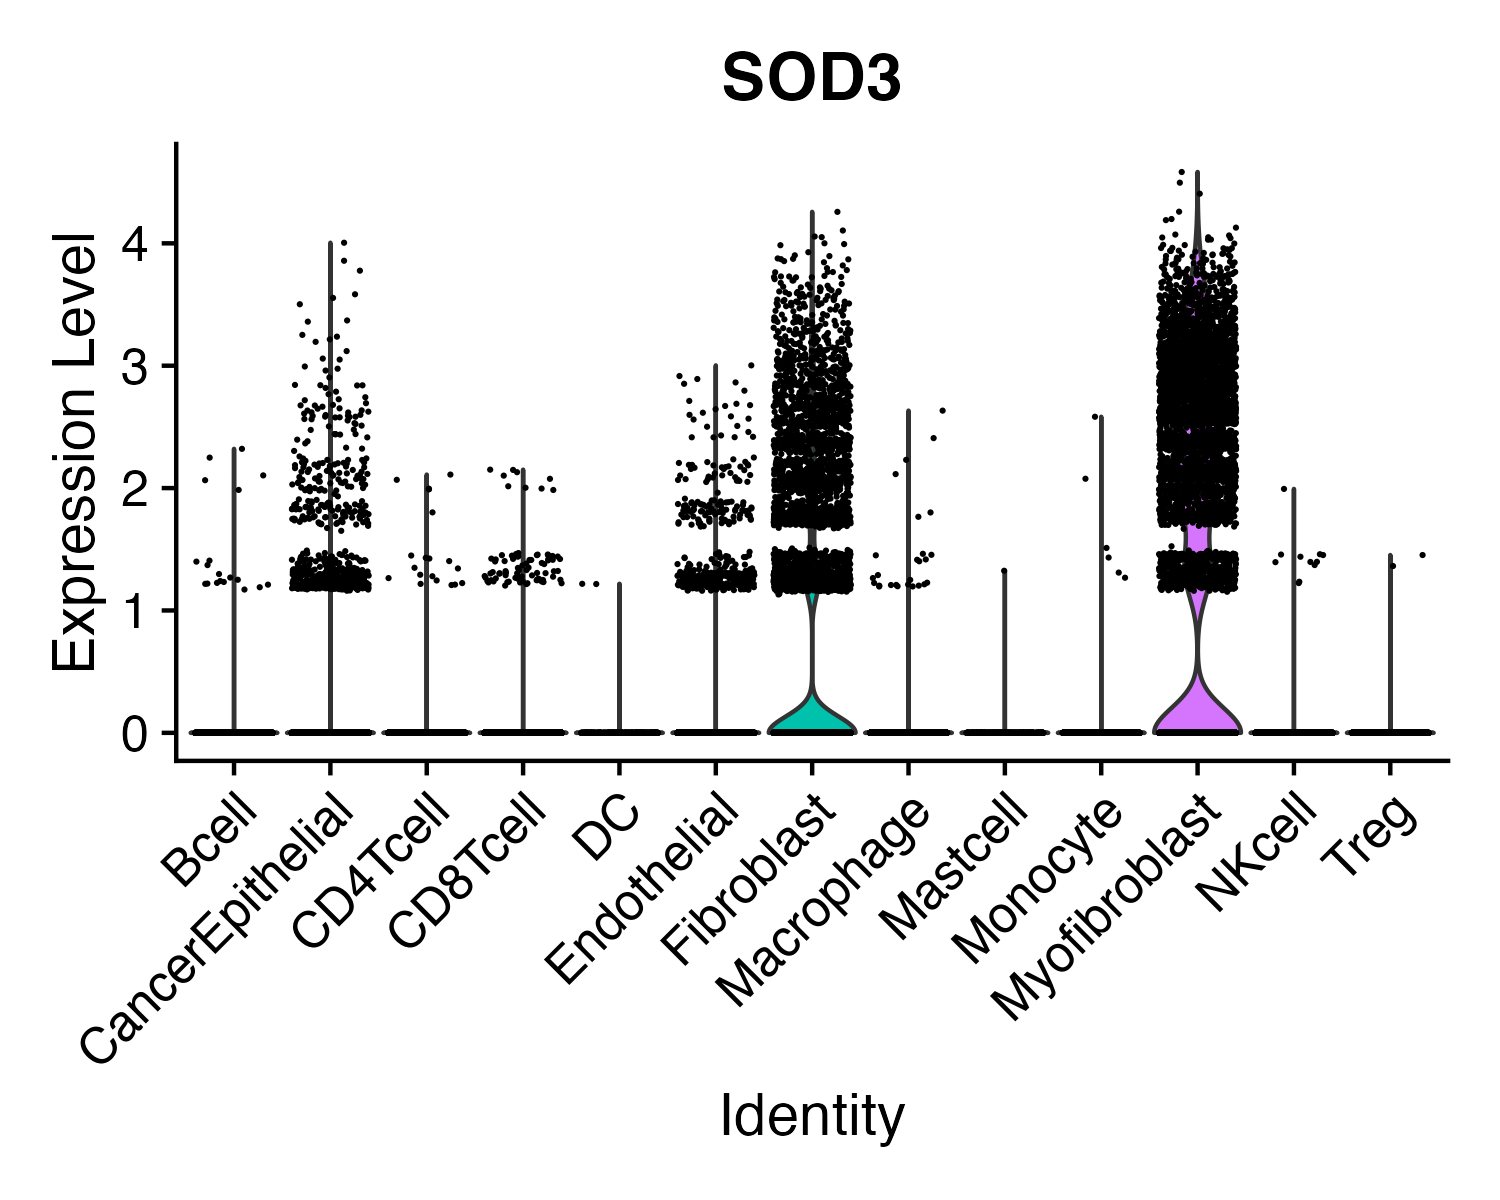 SOD3
Expression Level
4
3
2
1
0
Bcell
CancerEpithelial
CD4Tcell
CD8Tcell
DC
Endothelial
Fibroblast
Macrophage
Mastcell
Monocyte
Myofibroblast
NKcell
Treg
Identity